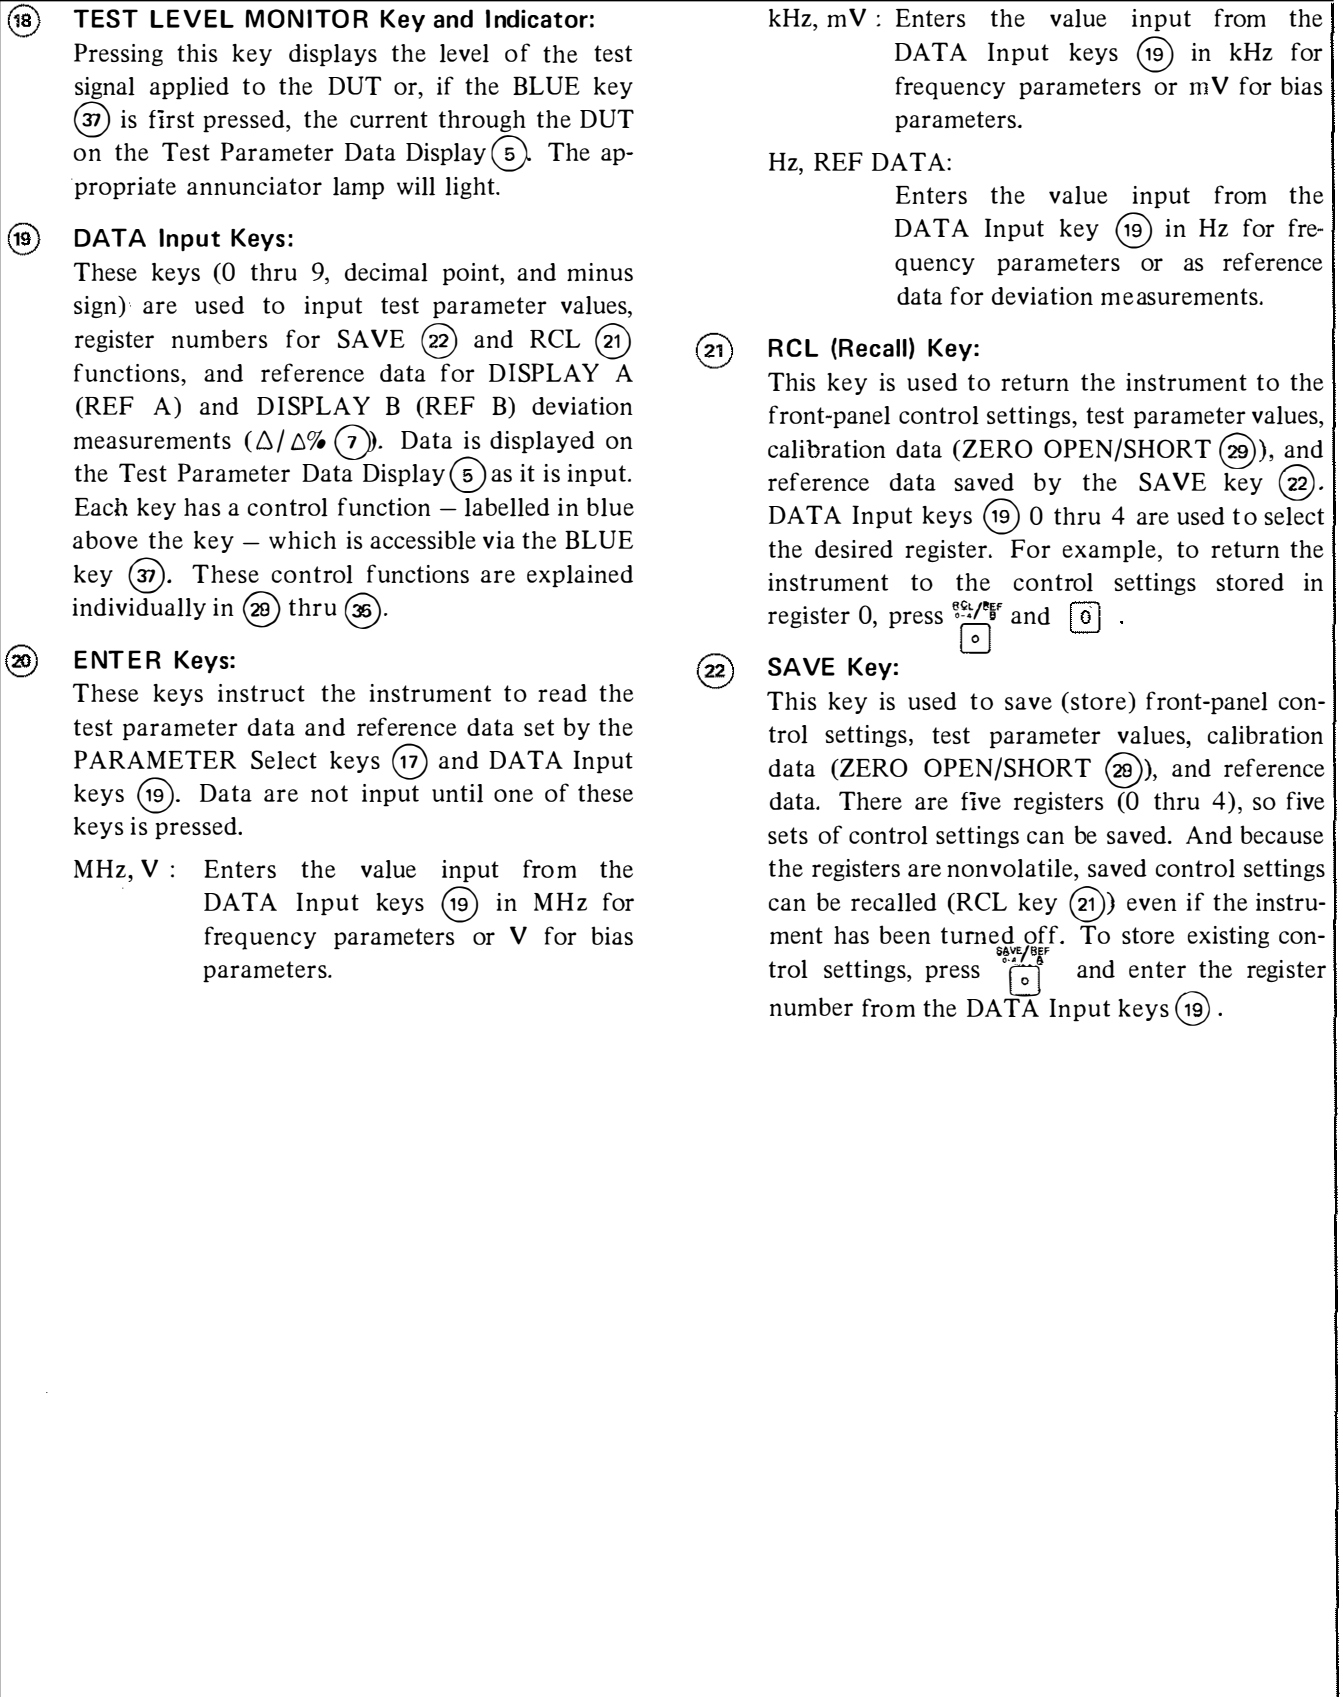 18 TEST LEVEL MONITOR Key and Indicator:
Pressing this key displays the level of the test
signal applied to the DUT or, if the BLUE key
37 is first pressed, the current through the DUT
on the Test Parameter Data Display 5. The ap-
propriate annunciator lamp will light.
19 DATA Input Keys:
These keys (0 thru 9, decimal point, and minus
sign) are used to input test parameter values,
register numbers for SAVE 22 and RCL 21
functions, and reference data for DISPLAY A
(REF A) and DISPLAY B (REF B) deviation
measurements (Δ/Δ% 7). Data is displayed on
the Test Parameter Data Display 5 as it is input.
Each key has a control function — labelled in blue
above the key — which is accessible via the BLUE
key 37. These control functions are explained
individually in 29 thru 36.
20 ENTER Keys:
These keys instruct the instrument to read the
test parameter data and reference data set by the
PARAMETER Select keys 17 and DATA Input
keys 19. Data are not input until one of these
keys is pressed.
MHz, V : Enters the value input from the
DATA Input keys 19 in MHz for
frequency parameters or V for bias
parameters.
kHz, mV : Enters the value input from the
DATA Input keys 19 in kHz for
frequency parameters or mV for bias
parameters.
Hz, REF DATA:
Enters the value input from the
DATA Input key 19 in Hz for fre-
quency parameters or as reference
data for deviation measurements.
21 RCL (Recall) Key:
This key is used to return the instrument to the
front-panel control settings, test parameter values,
calibration data (ZERO OPEN/SHORT 29), and
reference data saved by the SAVE key 22.
DATA Input keys 19 0 thru 4 are used to select
the desired register. For example, to return the
instrument to the control settings stored in
register 0, press RCL 0-4/REF B and 0 .
22 SAVE Key:
This key is used to save (store) front-panel con-
trol settings, test parameter values, calibration
data (ZERO OPEN/SHORT 29), and reference
data. There are five registers (0 thru 4), so five
sets of control settings can be saved. And because
the registers are nonvolatile, saved control settings
can be recalled (RCL key 21) even if the instru-
ment has been turned off. To store existing con-
trol settings, press SAVE 0-4/REF A and enter the register
number from the DATA Input keys 19 .